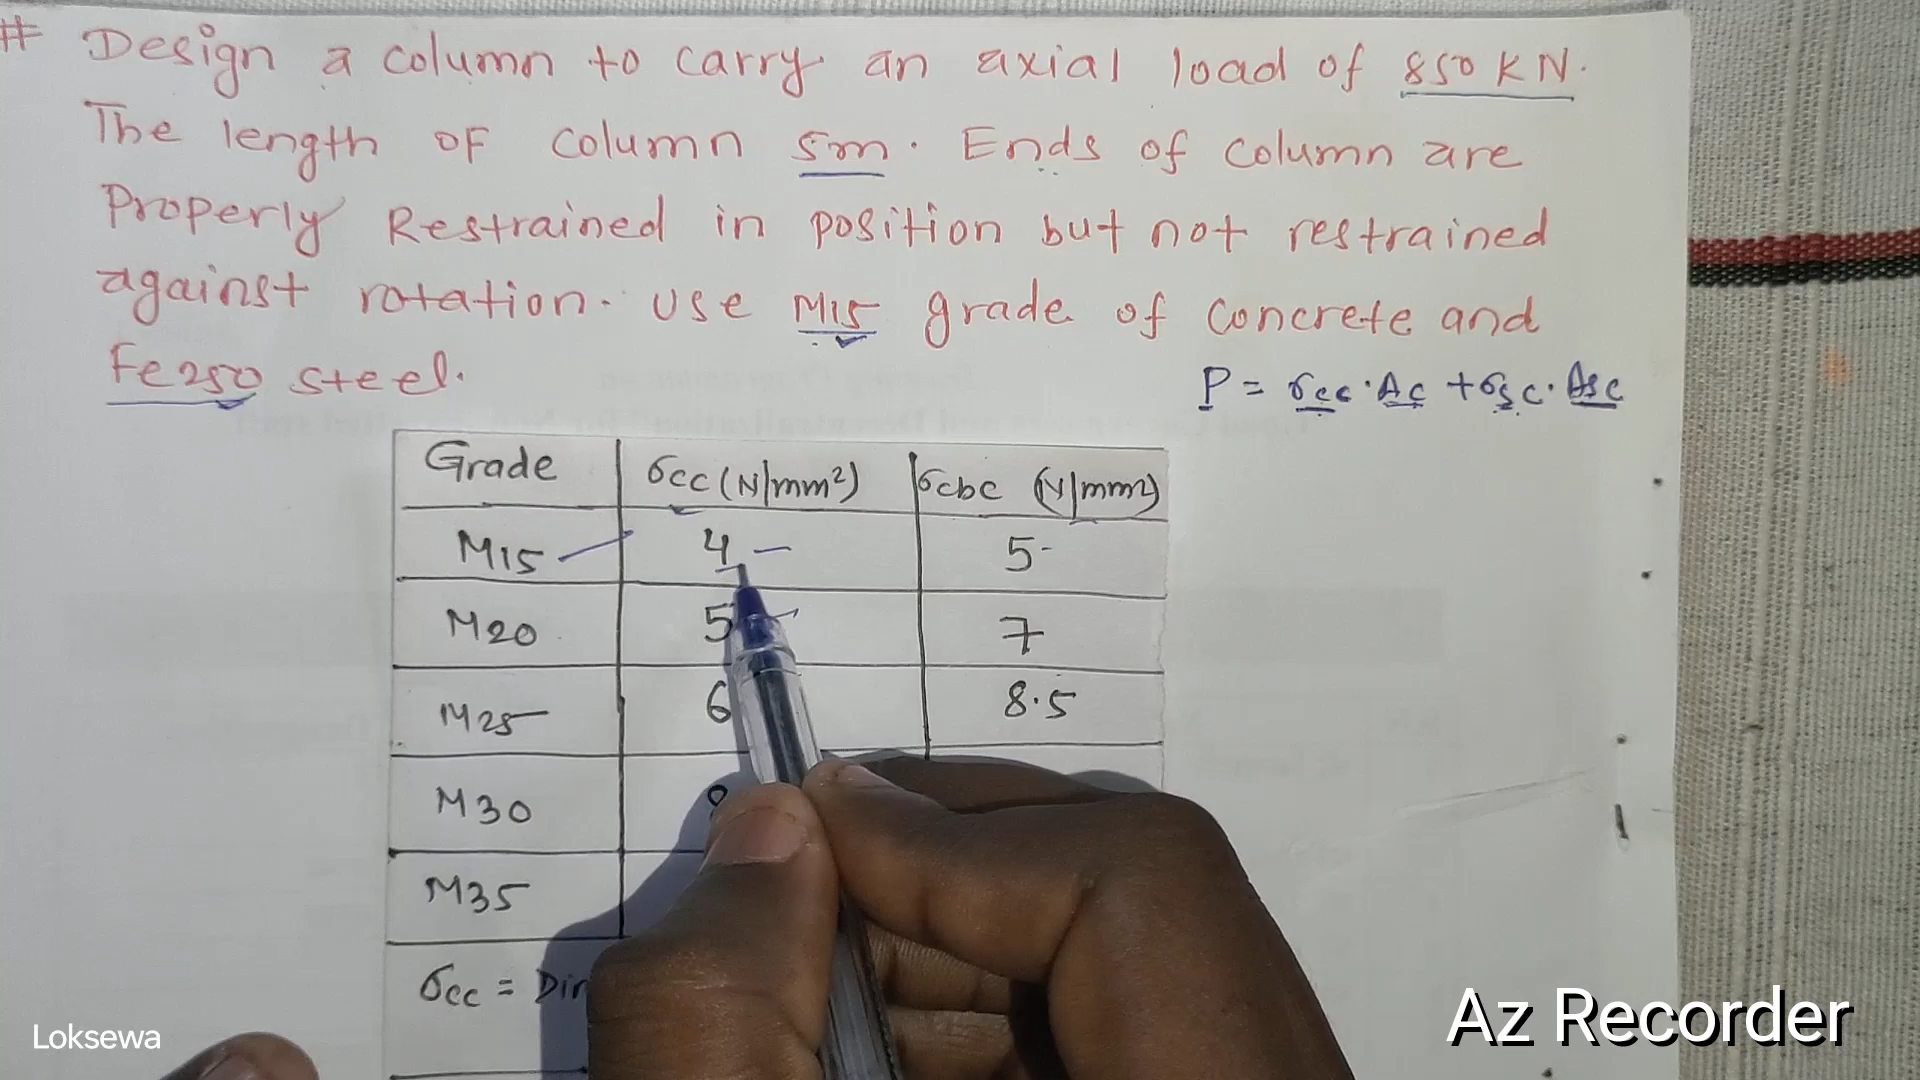 # Design a column to carry an axial load of 850 KN.
The length of column 5m. Ends of column are
Properly Restrained in position but not restrained
against rotation. Use M15 grade of concrete and
Fe250 steel.
P = σcc·Ac + σsc·Asc
Grade σcc (N/mm²) σcbc (N/mm²)
M15 4 5
M20 5 7
M25 6 8.5
M30
M35
σcc =
Loksewa
Az Recorder